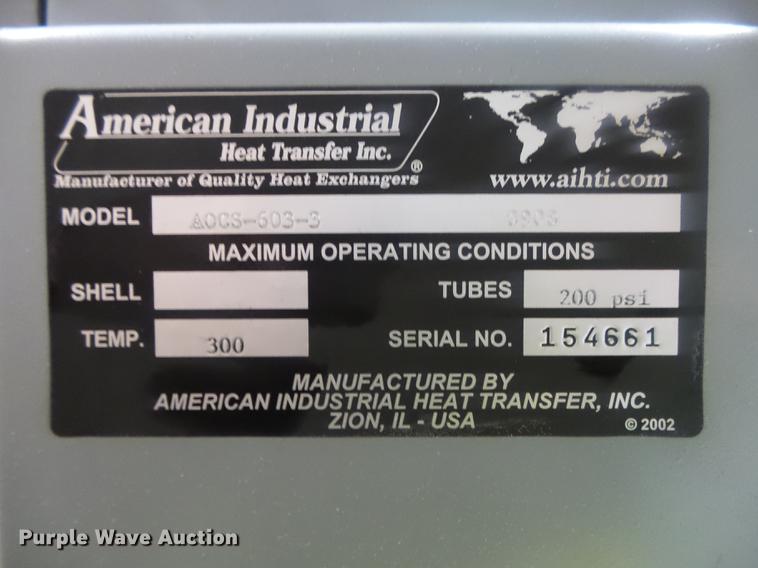 American Industrial
Heat Transfer Inc.
®
Manufacturer of Quality Heat Exchangers
www.aihti.com
MODEL AOCS-603-3
MAXIMUM OPERATING CONDITIONS
SHELL TUBES 200 psi
TEMP. 300 SERIAL NO. 154661
MANUFACTURED BY
AMERICAN INDUSTRIAL HEAT TRANSFER, INC.
ZION, IL - USA
© 2002
Purple Wave Auction